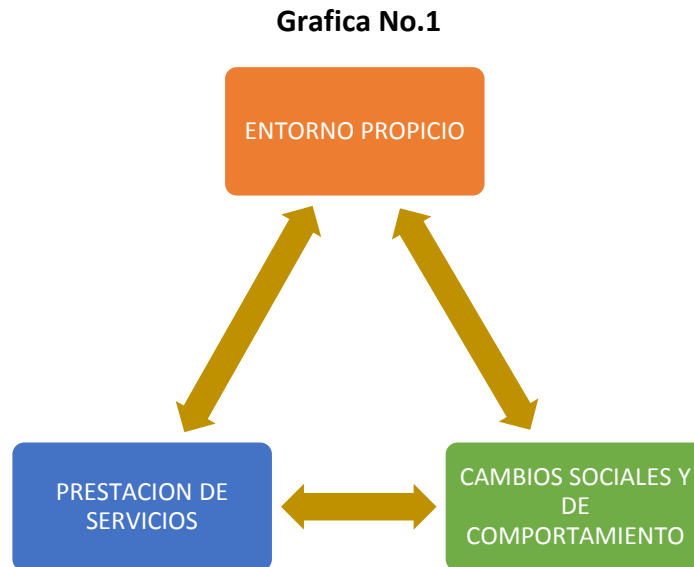 Grafica No.1
ENTORNO PROPICIO
PRESTACION DE
SERVICIOS
CAMBIOS SOCIALES Y
DE
COMPORTAMIENTO